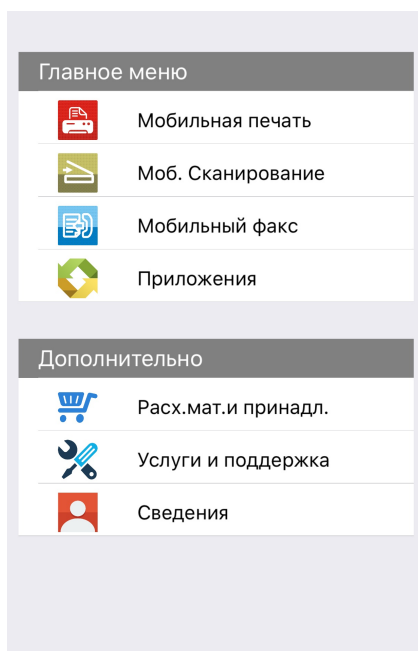 Главное меню
Мобильная печать
Моб. Сканирование
Мобильный факс
Приложения
Дополнительно
Расх.мат.и принадл.
Услуги и поддержка
Сведения